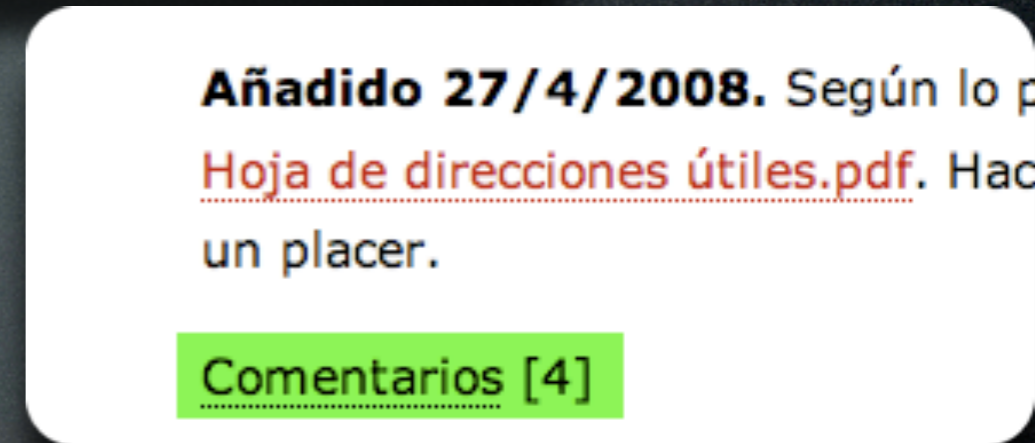 Añadido 27/4/2008. Según lo
Hoja de direcciones útiles.pdf. Hac
un placer.
Comentarios [4]